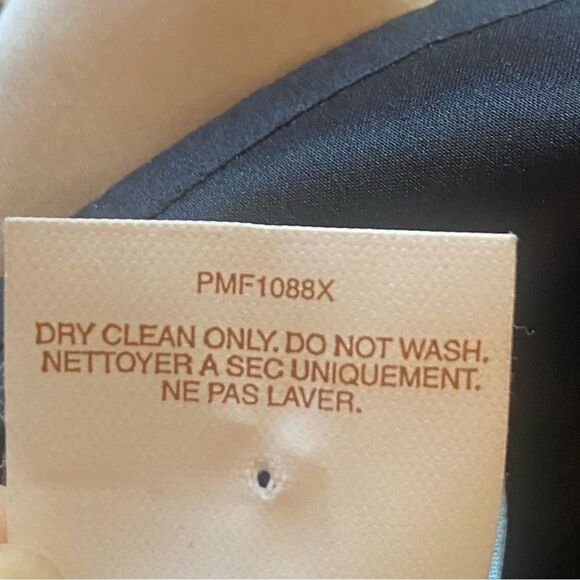 PMF1088X
DRY CLEAN ONLY. DO NOT WASH.
NETTOYER A SEC UNIQUEMENT.
NE PAS LAVER.